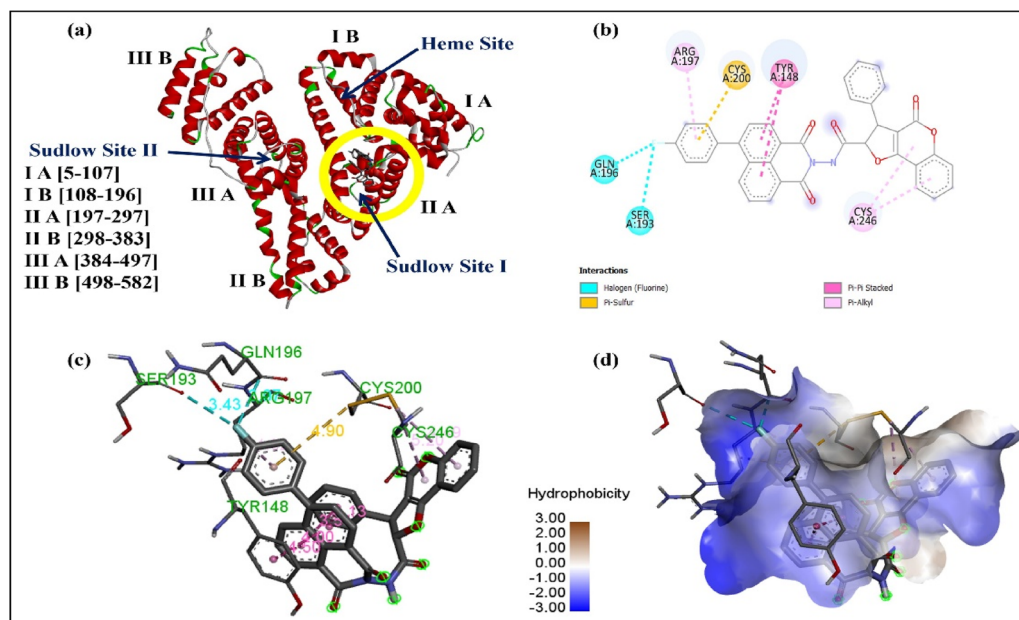 (a)
I B
Heme Site
III B
I A
Sudlow Site II
III A
II A
I A [5-107]
I B [108-196]
II A [197-297]
II B [298-383]
III A [384-497]
III B [498-582]
II B
Sudlow Site I
(b)
ARG
A:197
CYS
A:200
TYR
A:148
GLN
A:196
SER
A:193
CYS
A:246
O
O
O
N
N
O
O
O
Interactions
Halogen (Fluorine)
Pi-Sulfur
Pi-Pi Stacked
Pi-Alkyl
(c)
GLN196
SER193
3.43
ARG197
CYS200
4.90
CYS246
TYR148
4.50
(d)
Hydrophobicity
3.00
2.00
1.00
0.00
-1.00
-2.00
-3.00